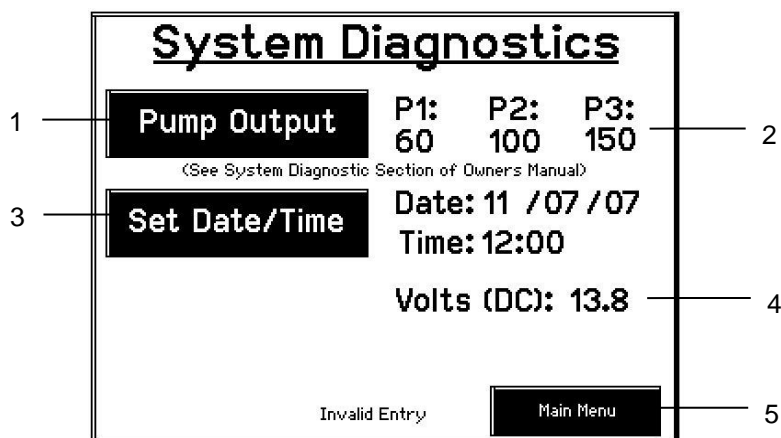 System Diagnostics
1 Pump Output P1: P2: P3:
60 100 150 2
(See System Diagnostic Section of Owners Manual)
3 Set Date/Time Date: 11 /07 /07
Time: 12:00
Volts (DC): 13.8 4
Invalid Entry Main Menu 5